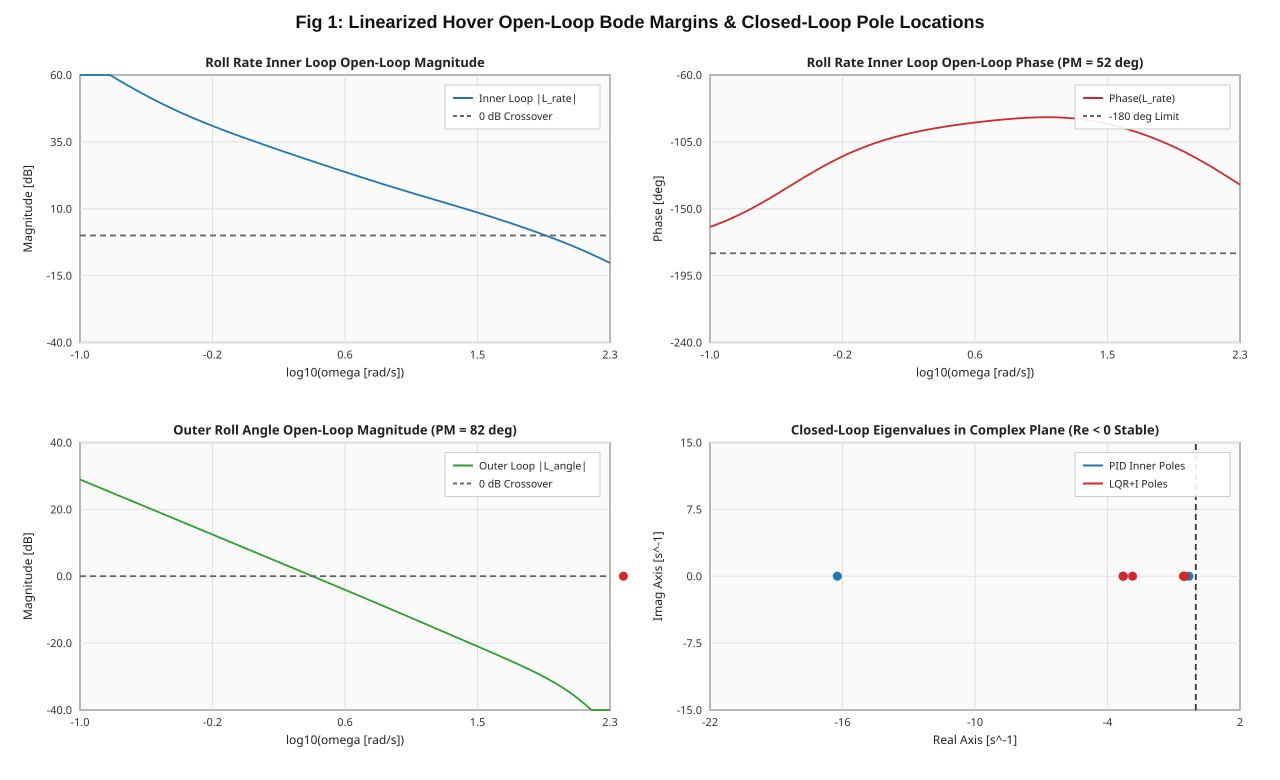 Fig 1: Linearized Hover Open-Loop Bode Margins & Closed-Loop Pole Locations
Roll Rate Inner Loop Open-Loop Magnitude
60.0
35.0
10.0
-15.0
-40.0
Magnitude [dB]
Inner Loop |L_rate|
0 dB Crossover
-1.0
-0.2
0.6
1.5
2.3
log10(omega [rad/s])
Roll Rate Inner Loop Open-Loop Phase (PM = 52 deg)
-60.0
-105.0
-150.0
-195.0
-240.0
Phase [deg]
Phase(L_rate)
-180 deg Limit
-1.0
-0.2
0.6
1.5
2.3
log10(omega [rad/s])
Outer Roll Angle Open-Loop Magnitude (PM = 82 deg)
40.0
20.0
0.0
-20.0
-40.0
Magnitude [dB]
Outer Loop |L_angle|
0 dB Crossover
-1.0
-0.2
0.6
1.5
2.3
log10(omega [rad/s])
Closed-Loop Eigenvalues in Complex Plane (Re < 0 Stable)
15.0
7.5
0.0
-7.5
-15.0
Imag Axis [s^-1]
PID Inner Poles
LQR+I Poles
-22
-16
-10
-4
2
Real Axis [s^-1]